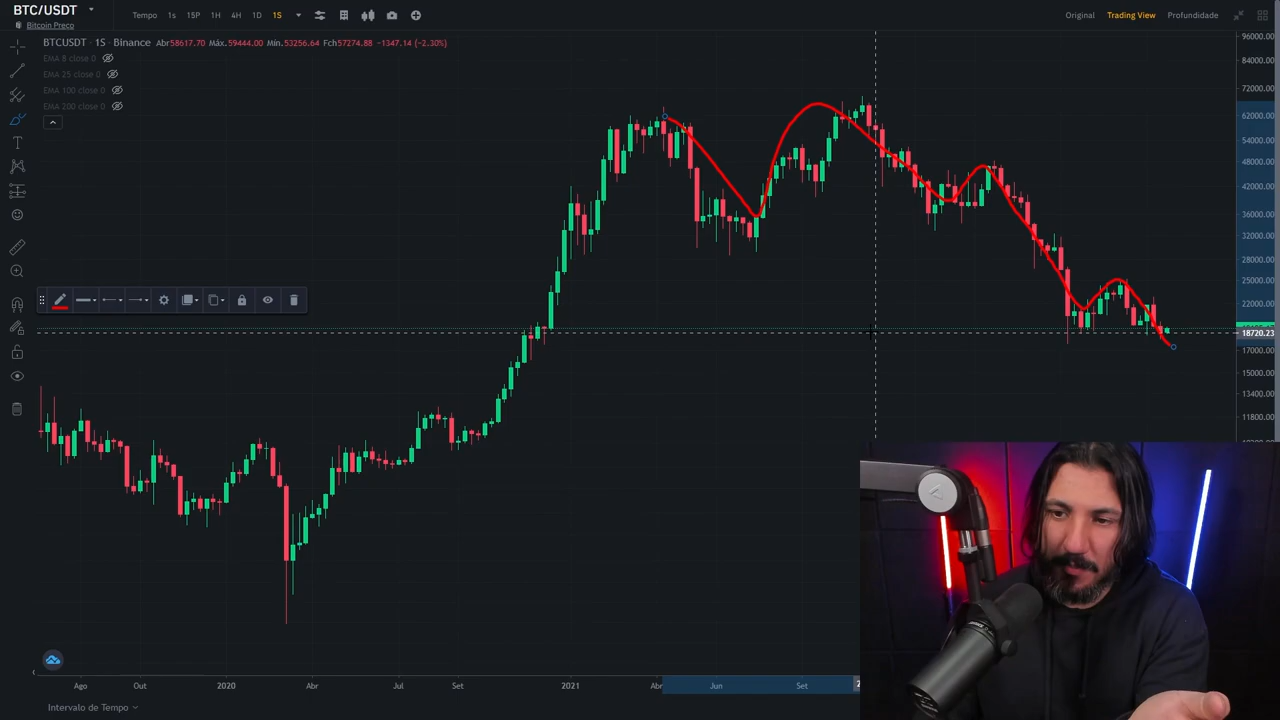 BTC/USDT
Bitcoin Preço
Tempo 1s 15P 1H 4H 1D 1S
Original Trading View Profundidade
BTCUSDT · 1S · Binance Abr58617.70 Máx.59444.00 Mín.53256.64 Fch57274.88 −1347.14 (−2.30%)
EMA 8 close 0
EMA 25 close 0
EMA 100 close 0
EMA 200 close 0
96000.00
84000.00
72000.00
62000.00
54000.00
48000.00
42000.00
36000.00
32000.00
28000.00
25000.00
22000.00
18720.23
17000.00
15000.00
13400.00
11800.00
Ago Out 2020 Abr Jul Set 2021 Abr Jun Set
Intervalo de Tempo